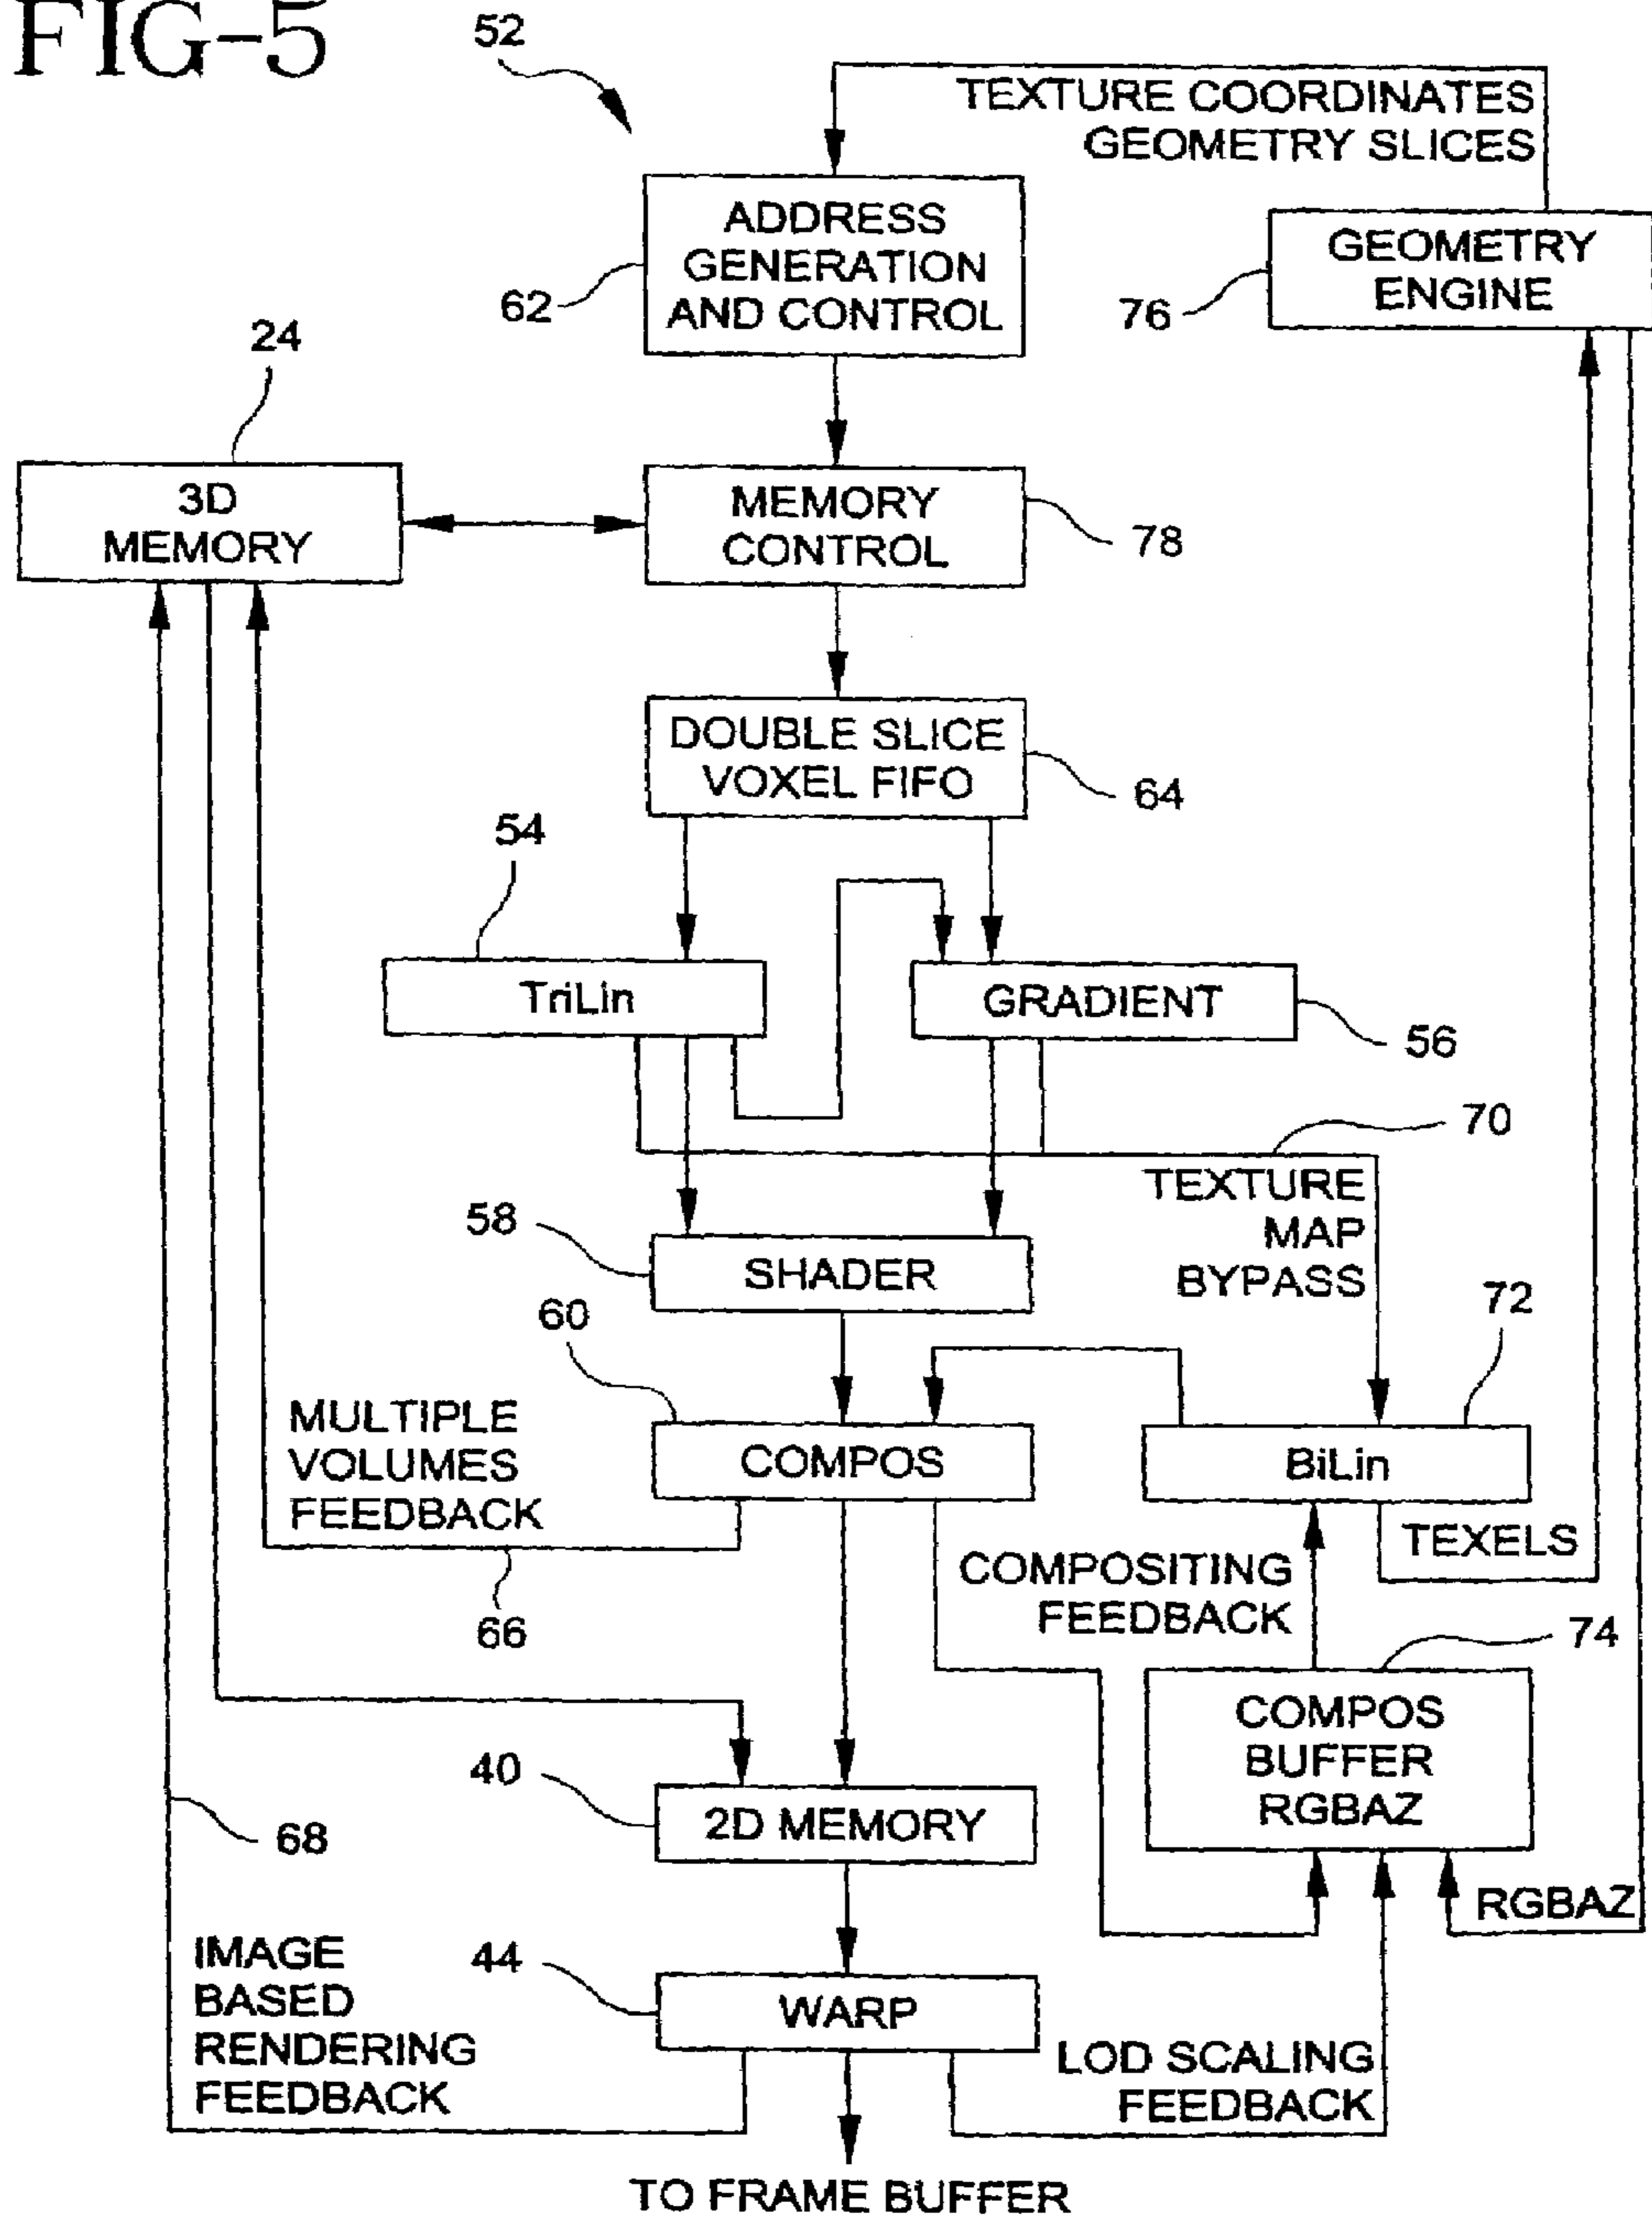 FIG-5
52
TEXTURE COORDINATES
GEOMETRY SLICES
ADDRESS
GENERATION
AND CONTROL
62
GEOMETRY
ENGINE
76
24
3D
MEMORY
MEMORY
CONTROL
78
DOUBLE SLICE
VOXEL FIFO
64
54
TriLin
GRADIENT
56
70
TEXTURE
MAP
BYPASS
58
SHADER
60
72
MULTIPLE
VOLUMES
FEEDBACK
COMPOS
BiLin
TEXELS
COMPOSITING
FEEDBACK
66
74
COMPOS
BUFFER
RGBAZ
40
2D MEMORY
68
RGBAZ
IMAGE
BASED
RENDERING
FEEDBACK
44
WARP
LOD SCALING
FEEDBACK
TO FRAME BUFFER